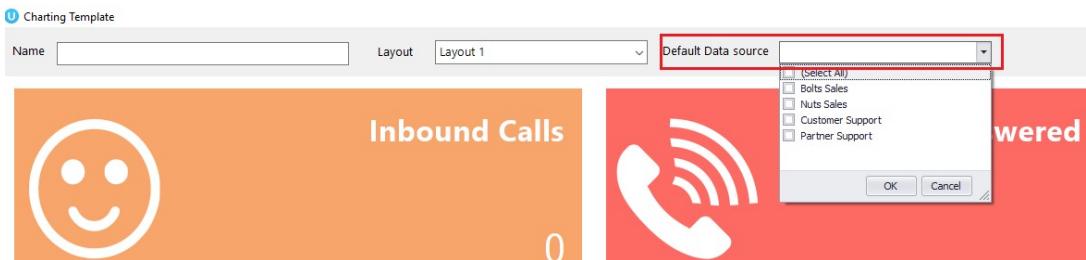 U Charting Template
Name Layout Layout 1 Default Data source
(Select All)
Bolts Sales
Nuts Sales
Customer Support
Partner Support
OK Cancel
Inbound Calls
wered
0